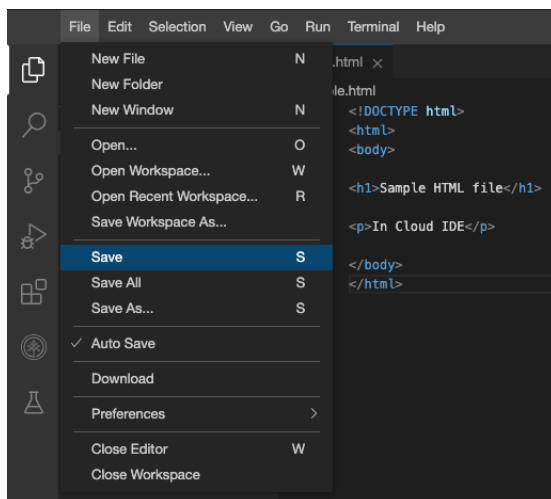 File Edit Selection View Go Run Terminal Help
New File N
New Folder
New Window N
Open... O
Open Workspace... W
Open Recent Workspace... R
Save Workspace As...
Save S
Save All S
Save As... S
Auto Save
Download
Preferences
Close Editor W
Close Workspace
.html
le.html
<!DOCTYPE html>
<html>
<body>
<h1>Sample HTML file</h1>
<p>In Cloud IDE</p>
</body>
</html>